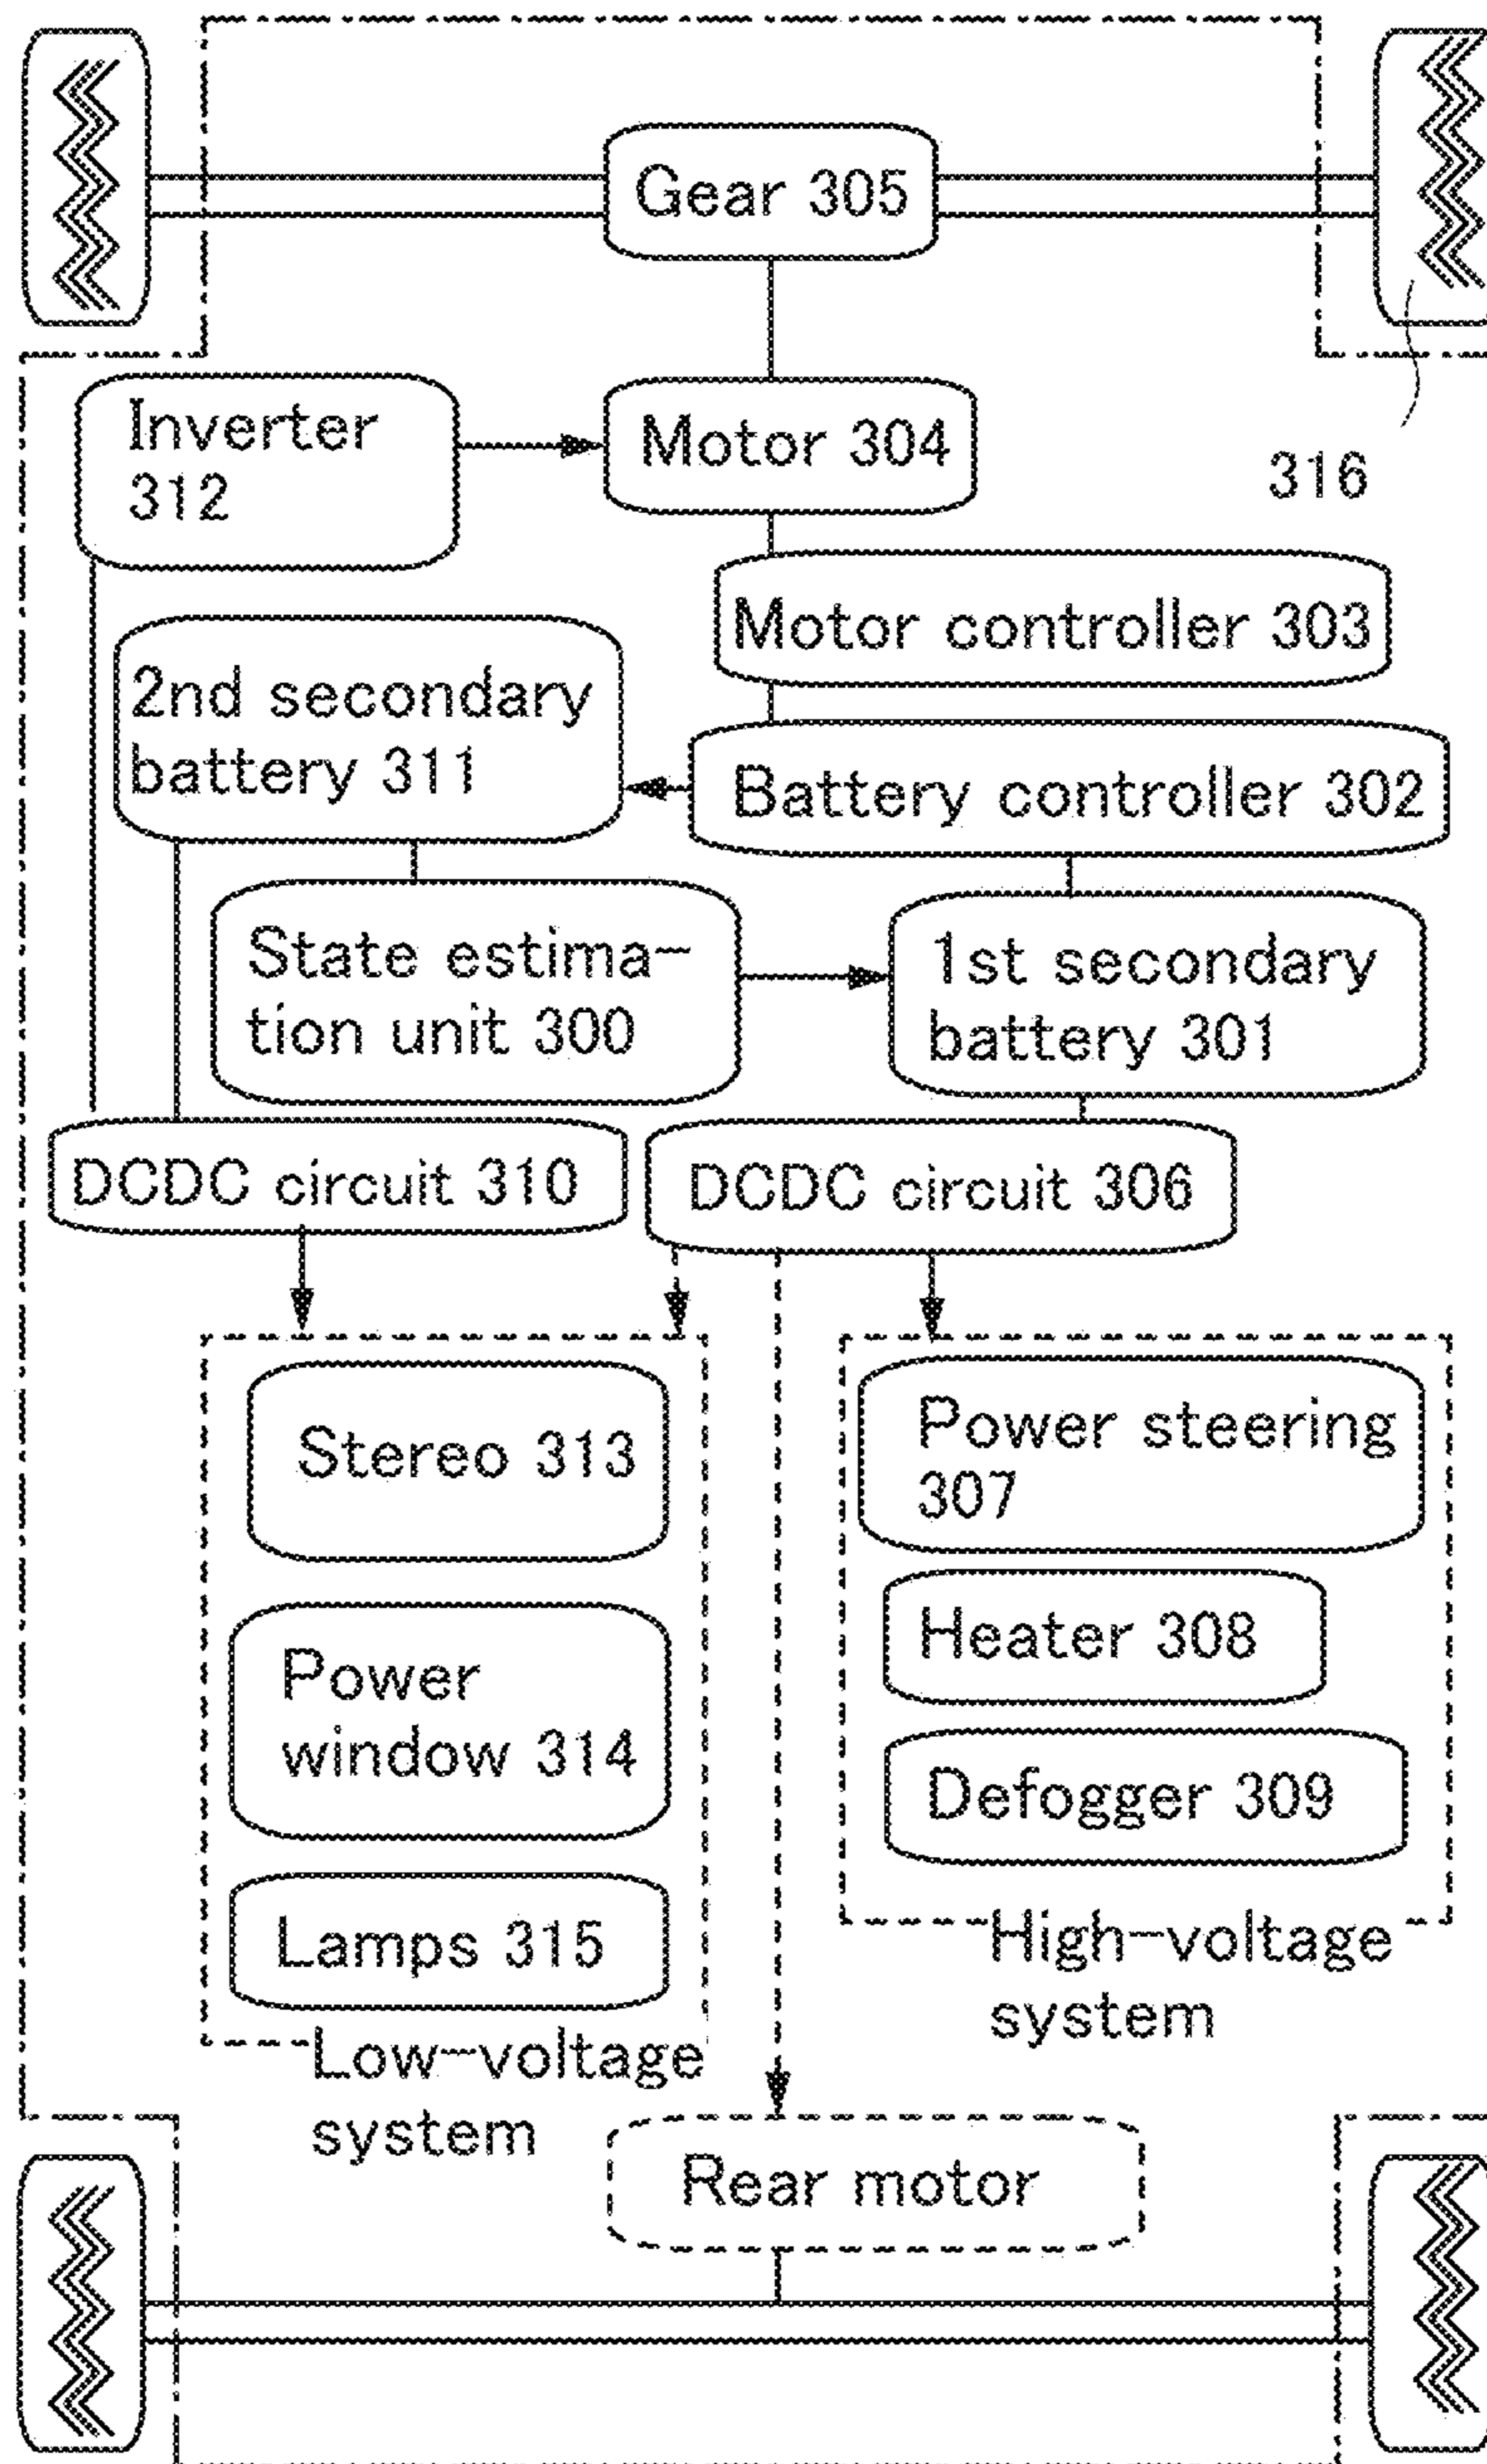 Gear 305
Inverter
312
Motor 304
316
Motor controller 303
2nd secondary
battery 311
Battery controller 302
State estima-
tion unit 300
1st secondary
battery 301
DCDC circuit 310
DCDC circuit 306
Stereo 313
Power
window 314
Lamps 315
Low-voltage
system
Power steering
307
Heater 308
Defogger 309
High-voltage
system
Rear motor